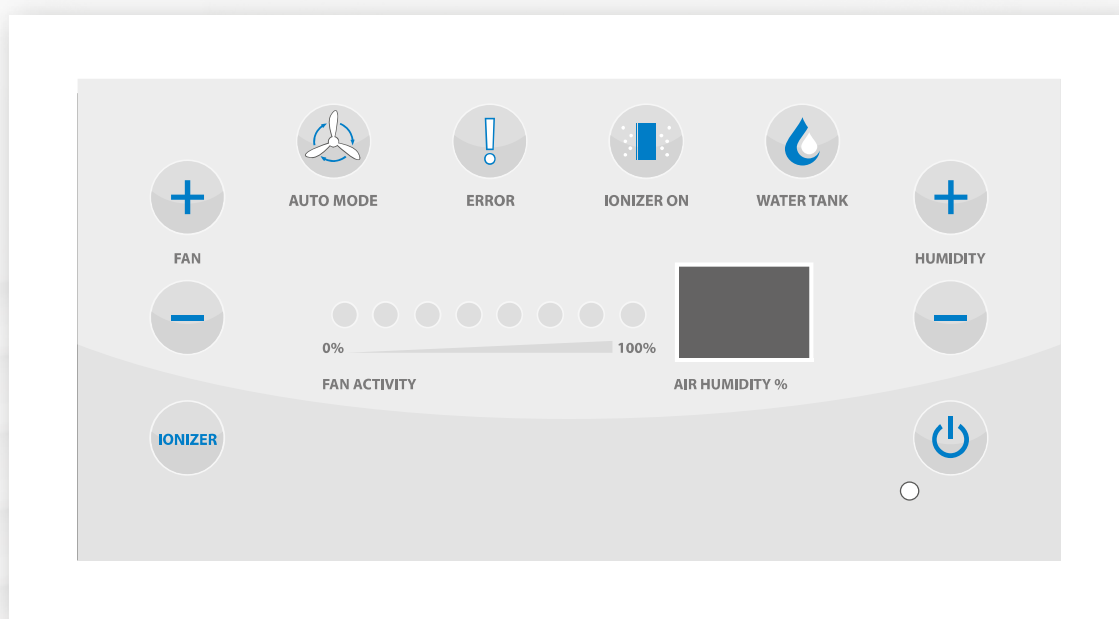 AUTO MODE
ERROR
IONIZER ON
WATER TANK
FAN
HUMIDITY
0%
100%
FAN ACTIVITY
AIR HUMIDITY %
IONIZER